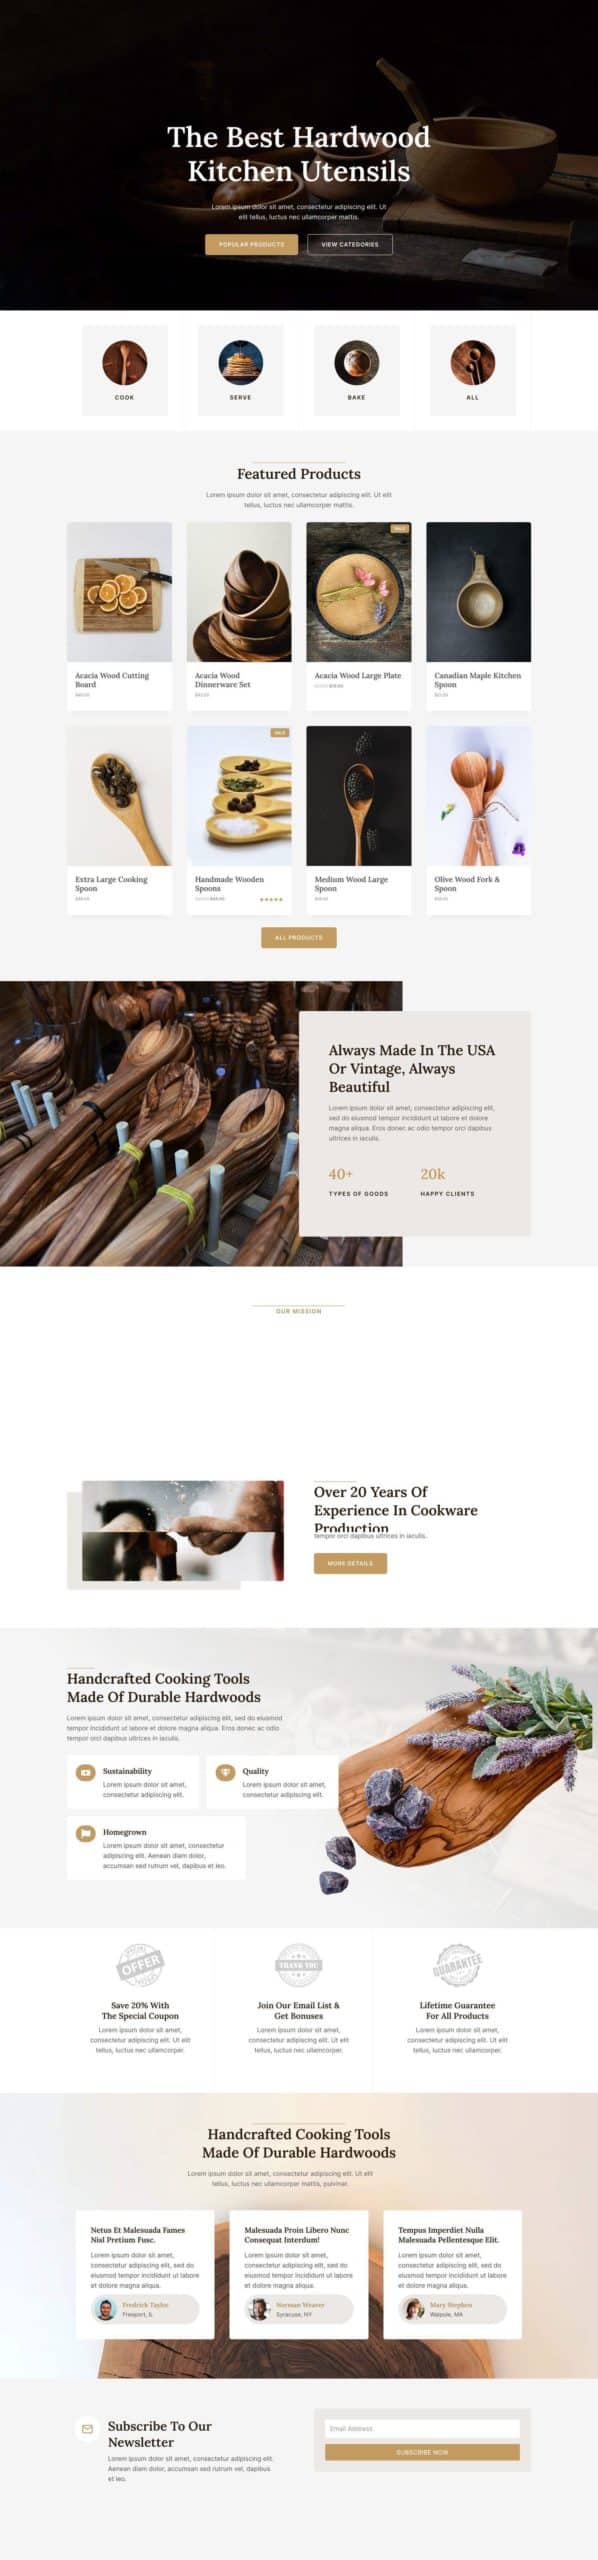 The Best Hardwood
Kitchen Utensils
Lorem ipsum dolor sit amet, consectetur adipiscing elit. Ut
elit tellus, luctus nec ullamcorper mattis.
POPULAR PRODUCTS
VIEW CATEGORIES
COOK
SERVE
BAKE
ALL
Featured Products
Lorem ipsum dolor sit amet, consectetur adipiscing elit. Ut elit
tellus, luctus nec ullamcorper mattis.
SALE
Acacia Wood Cutting
Board
Acacia Wood
Dinnerware Set
Acacia Wood Large Plate
Canadian Maple Kitchen
Spoon
SALE
Extra Large Cooking
Spoon
Handmade Wooden
Spoons
Medium Wood Large
Spoon
Olive Wood Fork &
Spoon
ALL PRODUCTS
Always Made In The USA
Or Vintage, Always
Beautiful
Lorem ipsum dolor sit amet, consectetur adipiscing elit,
sed do eiusmod tempor incididunt ut labore et dolore
magna aliqua. Eros donec ac odio tempor orci dapibus
ultrices in iaculis.
40+
TYPES OF GOODS
20k
HAPPY CLIENTS
OUR MISSION
Over 20 Years Of
Experience In Cookware
Production
tempor orci dapibus ultrices in iaculis.
MORE DETAILS
Handcrafted Cooking Tools
Made Of Durable Hardwoods
Lorem ipsum dolor sit amet, consectetur adipiscing elit, sed do eiusmod
tempor incididunt ut labore et dolore magna aliqua. Eros donec ac odio
tempor orci dapibus ultrices in iaculis.
Sustainability
Lorem ipsum dolor sit amet,
consectetur adipiscing elit.
Quality
Lorem ipsum dolor sit amet,
consectetur adipiscing elit.
Homegrown
Lorem ipsum dolor sit amet, consectetur
adipiscing elit. Aenean diam dolor,
accumsan sed rutrum vel, dapibus et leo.
SPECIAL
OFFER
THANK YOU
GUARANTEE
Save 20% With
The Special Coupon
Lorem ipsum dolor sit amet,
consectetur adipiscing elit. Ut elit
tellus, luctus nec ullamcorper.
Join Our Email List &
Get Bonuses
Lorem ipsum dolor sit amet,
consectetur adipiscing elit. Ut elit
tellus, luctus nec ullamcorper.
Lifetime Guarantee
For All Products
Lorem ipsum dolor sit amet,
consectetur adipiscing elit. Ut elit
tellus, luctus nec ullamcorper.
Handcrafted Cooking Tools
Made Of Durable Hardwoods
Lorem ipsum dolor sit amet, consectetur adipiscing elit. Ut elit
tellus, luctus nec ullamcorper mattis, pulvinar.
Netus Et Malesuada Fames
Nisl Pretium Fusc.
Lorem ipsum dolor sit amet,
consectetur adipiscing elit, sed do
eiusmod tempor incididunt ut labore
et dolore magna aliqua.
Fredrick Taylor
Freeport, IL
Malesuada Proin Libero Nunc
Consequat Interdum!
Lorem ipsum dolor sit amet,
consectetur adipiscing elit, sed do
eiusmod tempor incididunt ut labore
et dolore magna aliqua.
Norman Weaver
Syracuse, NY
Tempus Imperdiet Nulla
Malesuada Pellentesque Elit.
Lorem ipsum dolor sit amet,
consectetur adipiscing elit, sed do
eiusmod tempor incididunt ut labore
et dolore magna aliqua.
Mary Stephen
Walpole, MA
Subscribe To Our
Newsletter
Lorem ipsum dolor sit amet, consectetur adipiscing elit.
Aenean diam dolor, accumsan sed rutrum vel, dapibus
et leo.
Email Address
SUBSCRIBE NOW